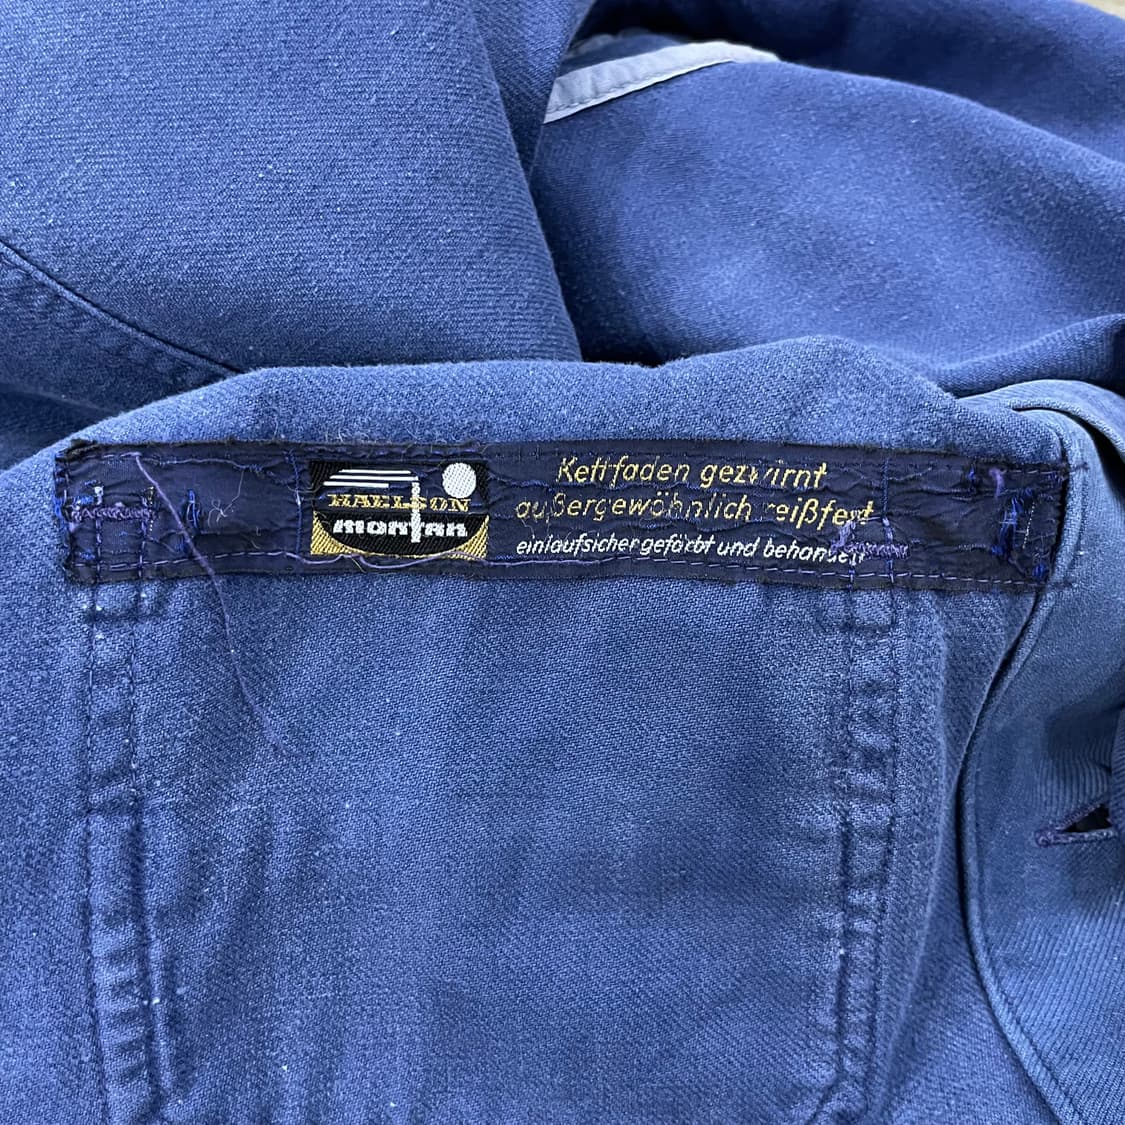 HAELSON
montan
Kettfaden gezwirnt
außergewöhnlich reißfest
einlaufsicher gefärbt und behandelt